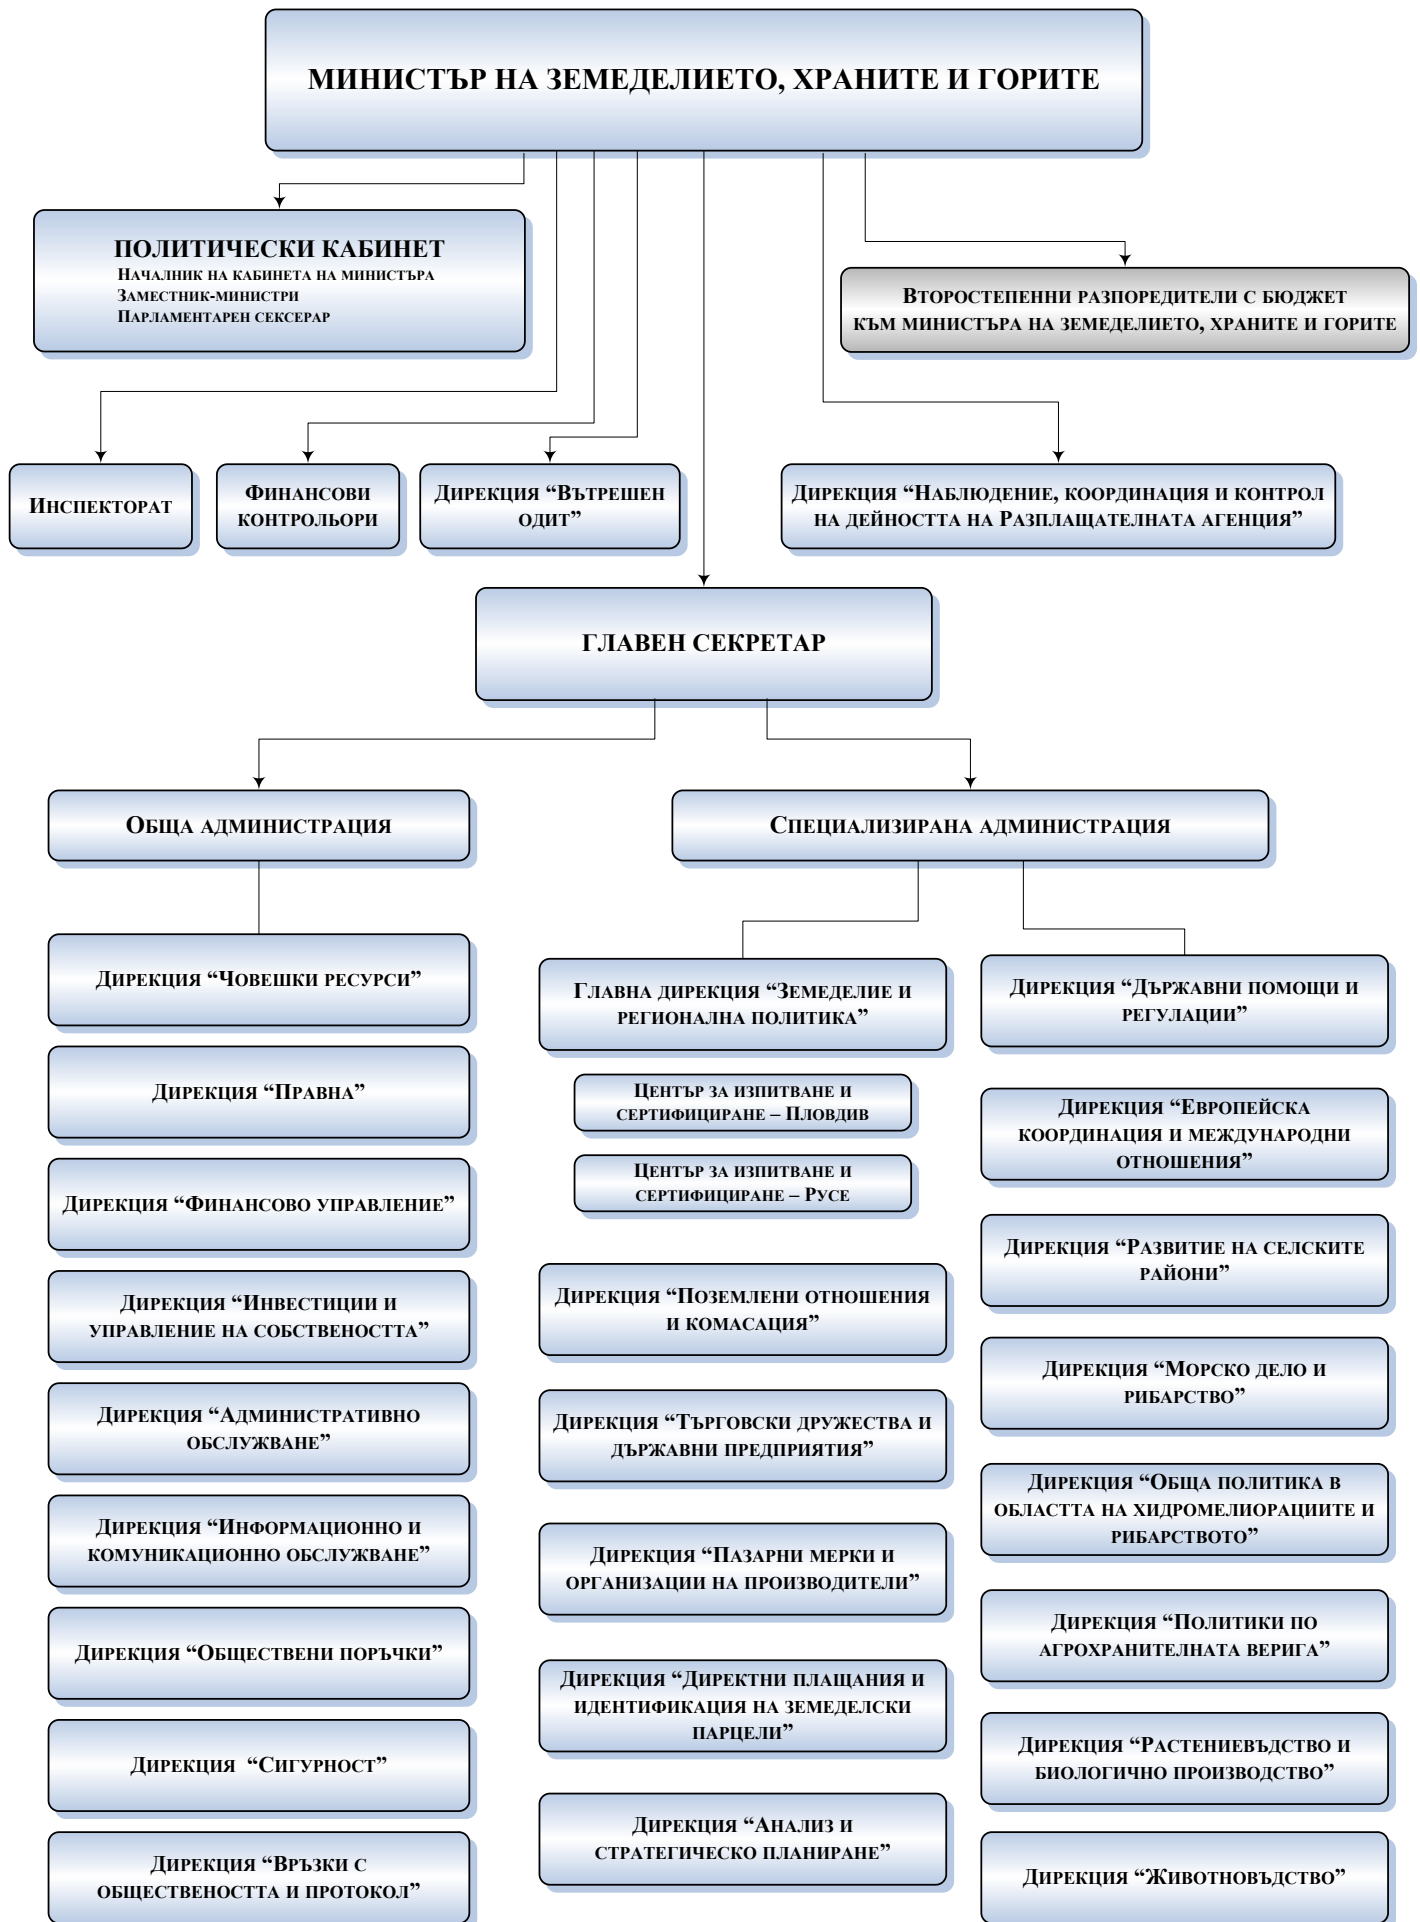 МИНИСТЪР НА ЗЕМЕДЕЛИЕТО, ХРАНИТЕ И ГОРИТЕ
ПОЛИТИЧЕСКИ КАБИНЕТ
НАЧАЛНИК НА КАБИНЕТА НА МИНИСТЪРА
ЗАМЕСТНИК-МИНИСТРИ
ПАРЛАМЕНТАРЕН СЕКСЕРАР
ВТОРОСТЕПЕННИ РАЗПОРЕДИТЕЛИ С БЮДЖЕТ
КЪМ МИНИСТЪРА НА ЗЕМЕДЕЛИЕТО, ХРАНИТЕ И ГОРИТЕ
ИНСПЕКТОРАТ
ФИНАНСОВИ
КОНТРОЛЬОРИ
ДИРЕКЦИЯ “ВЪТРЕШЕН
ОДИТ”
ДИРЕКЦИЯ “НАБЛЮДЕНИЕ, КООРДИНАЦИЯ И КОНТРОЛ
НА ДЕЙНОСТТА НА РАЗПЛАЩАТЕЛНАТА АГЕНЦИЯ”
ГЛАВЕН СЕКРЕТАР
ОБЩА АДМИНИСТРАЦИЯ
СПЕЦИАЛИЗИРАНА АДМИНИСТРАЦИЯ
ДИРЕКЦИЯ “ЧОВЕШКИ РЕСУРСИ”
ДИРЕКЦИЯ “ПРАВНА”
ДИРЕКЦИЯ “ФИНАНСОВО УПРАВЛЕНИЕ”
ДИРЕКЦИЯ “ИНВЕСТИЦИИ И
УПРАВЛЕНИЕ НА СОБСТВЕНОСТТА”
ДИРЕКЦИЯ “АДМИНИСТРАТИВНО
ОБСЛУЖВАНЕ”
ДИРЕКЦИЯ “ИНФОРМАЦИОННО И
КОМУНИКАЦИОННО ОБСЛУЖВАНЕ”
ДИРЕКЦИЯ “ОБЩЕСТВЕНИ ПОРЪЧКИ”
ДИРЕКЦИЯ “СИГУРНОСТ”
ДИРЕКЦИЯ “ВРЪЗКИ С
ОБЩЕСТВЕНОСТТА И ПРОТОКОЛ”
ГЛАВНА ДИРЕКЦИЯ “ЗЕМЕДЕЛИЕ И
РЕГИОНАЛНА ПОЛИТИКА”
ЦЕНТЪР ЗА ИЗПИТВАНЕ И
СЕРТИФИЦИРАНЕ – ПЛОВДИВ
ЦЕНТЪР ЗА ИЗПИТВАНЕ И
СЕРТИФИЦИРАНЕ – РУСЕ
ДИРЕКЦИЯ “ПОЗЕМЛЕНИ ОТНОШЕНИЯ
И КОМАСАЦИЯ”
ДИРЕКЦИЯ “ТЪРГОВСКИ ДРУЖЕСТВА И
ДЪРЖАВНИ ПРЕДПРИЯТИЯ”
ДИРЕКЦИЯ “ПАЗАРНИ МЕРКИ И
ОРГАНИЗАЦИИ НА ПРОИЗВОДИТЕЛИ”
ДИРЕКЦИЯ “ДИРЕКТНИ ПЛАЩАНИЯ И
ИДЕНТИФИКАЦИЯ НА ЗЕМЕДЕЛСКИ
ПАРЦЕЛИ”
ДИРЕКЦИЯ “АНАЛИЗ И
СТРАТЕГИЧЕСКО ПЛАНИРАНЕ”
ДИРЕКЦИЯ “ДЪРЖАВНИ ПОМОЩИ И
РЕГУЛАЦИИ”
ДИРЕКЦИЯ “ЕВРОПЕЙСКА
КООРДИНАЦИЯ И МЕЖДУНАРОДНИ
ОТНОШЕНИЯ”
ДИРЕКЦИЯ “РАЗВИТИЕ НА СЕЛСКИТЕ
РАЙОНИ”
ДИРЕКЦИЯ “МОРСКО ДЕЛО И
РИБАРСТВО”
ДИРЕКЦИЯ “ОБЩА ПОЛИТИКА В
ОБЛАСТТА НА ХИДРОМЕЛИОРАЦИИТЕ И
РИБАРСТВОТО”
ДИРЕКЦИЯ “ПОЛИТИКИ ПО
АГРОХРАНИТЕЛНАТА ВЕРИГА”
ДИРЕКЦИЯ “РАСТЕНИЕВЪДСТВО И
БИОЛОГИЧНО ПРОИЗВОДСТВО”
ДИРЕКЦИЯ “ЖИВОТНОВЪДСТВО”